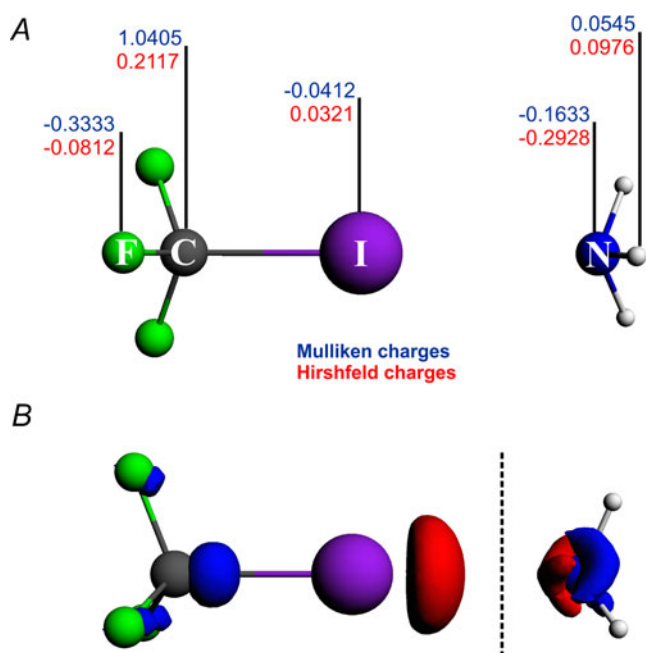 A
1.0405
0.2117
0.0545
0.0976
-0.0412
0.0321
-0.3333
-0.0812
-0.1633
-0.2928
F C I N
Mulliken charges
Hirshfeld charges
B